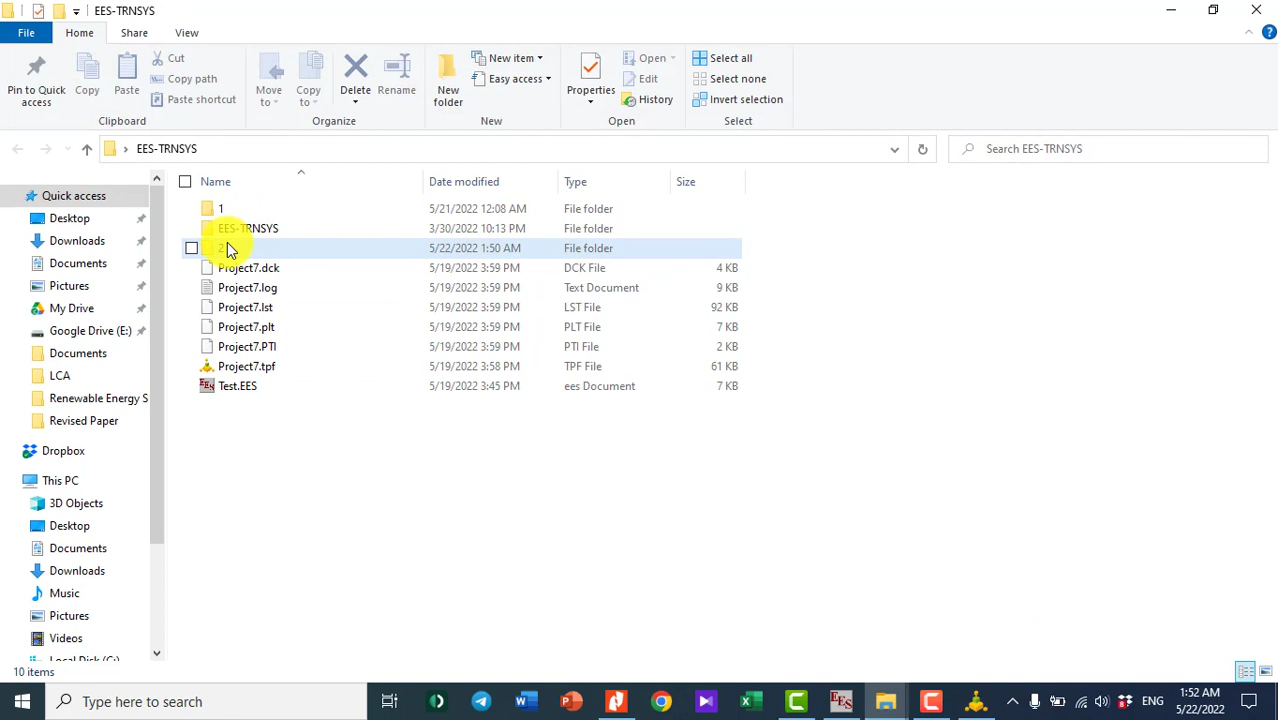 EES-TRNSYS
File Home Share View
Pin to Quick access
Copy
Paste
Cut
Copy path
Paste shortcut
Clipboard
Move to
Copy to
Delete
Rename
Organize
New folder
New item
Easy access
New
Properties
Open
Edit
History
Open
Select all
Select none
Invert selection
Select
EES-TRNSYS
Search EES-TRNSYS
Name Date modified Type Size
1 5/21/2022 12:08 AM File folder
EES-TRNSYS 3/30/2022 10:13 PM File folder
2 5/22/2022 1:50 AM File folder
Project7.dck 5/19/2022 3:59 PM DCK File 4 KB
Project7.log 5/19/2022 3:59 PM Text Document 9 KB
Project7.lst 5/19/2022 3:59 PM LST File 92 KB
Project7.plt 5/19/2022 3:59 PM PLT File 7 KB
Project7.PTI 5/19/2022 3:59 PM PTI File 2 KB
Project7.tpf 5/19/2022 3:58 PM TPF File 61 KB
Test.EES 5/19/2022 3:45 PM ees Document 7 KB
Quick access
Desktop
Downloads
Documents
Pictures
My Drive
Google Drive (E:)
Documents
LCA
Renewable Energy S
Revised Paper
Dropbox
This PC
3D Objects
Desktop
Documents
Downloads
Music
Pictures
Videos
Local Disk (C:)
10 items
Type here to search
ENG
1:52 AM
5/22/2022